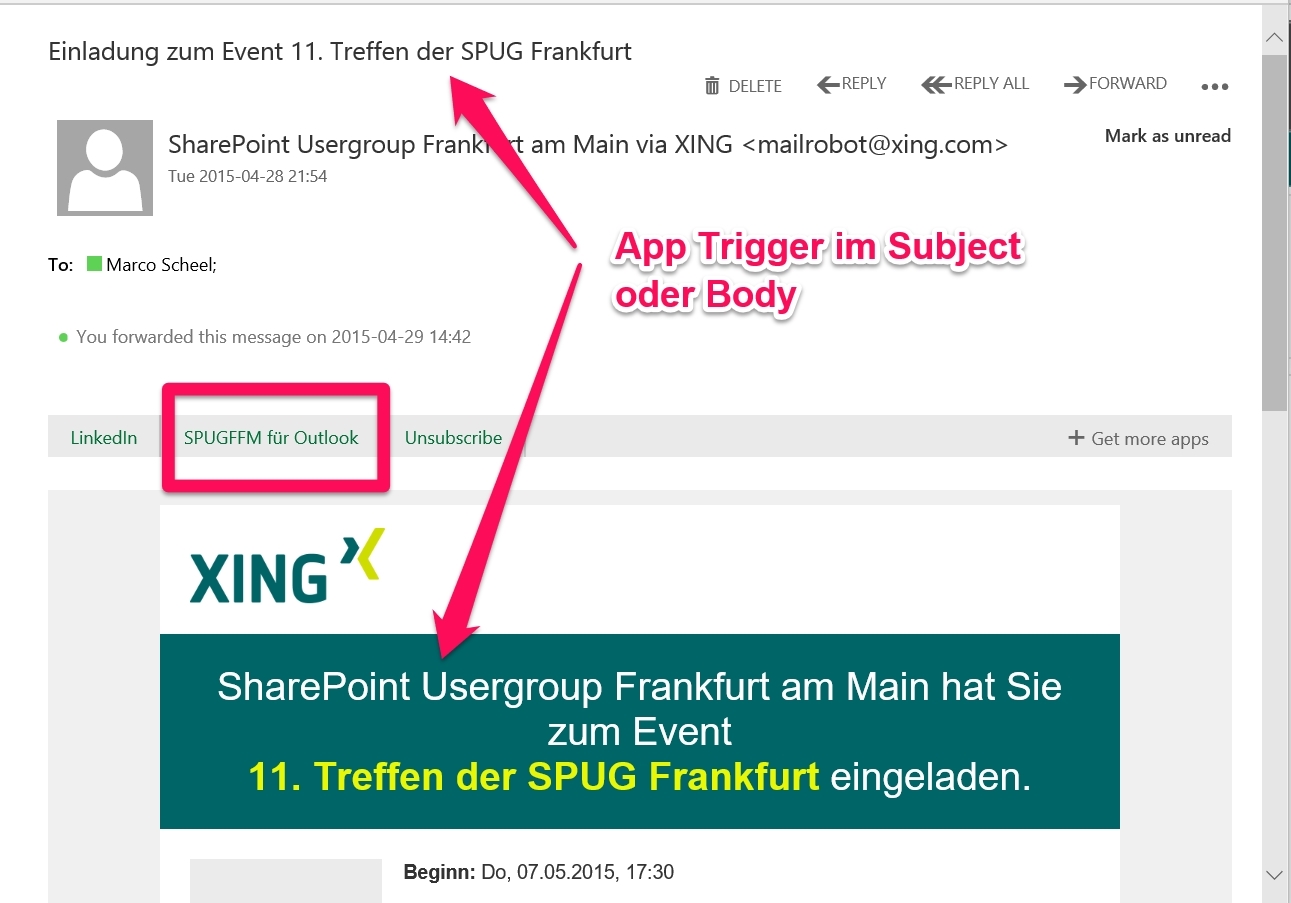 Einladung zum Event 11. Treffen der SPUG Frankfurt
DELETE REPLY REPLY ALL FORWARD
SharePoint Usergroup Frankfurt am Main via XING <mailrobot@xing.com>
Mark as unread
Tue 2015-04-28 21:54
App Trigger im Subject
oder Body
To: Marco Scheel;
You forwarded this message on 2015-04-29 14:42
LinkedIn SPUGFFM für Outlook Unsubscribe + Get more apps
XING
SharePoint Usergroup Frankfurt am Main hat Sie
zum Event
11. Treffen der SPUG Frankfurt eingeladen.
Beginn: Do, 07.05.2015, 17:30